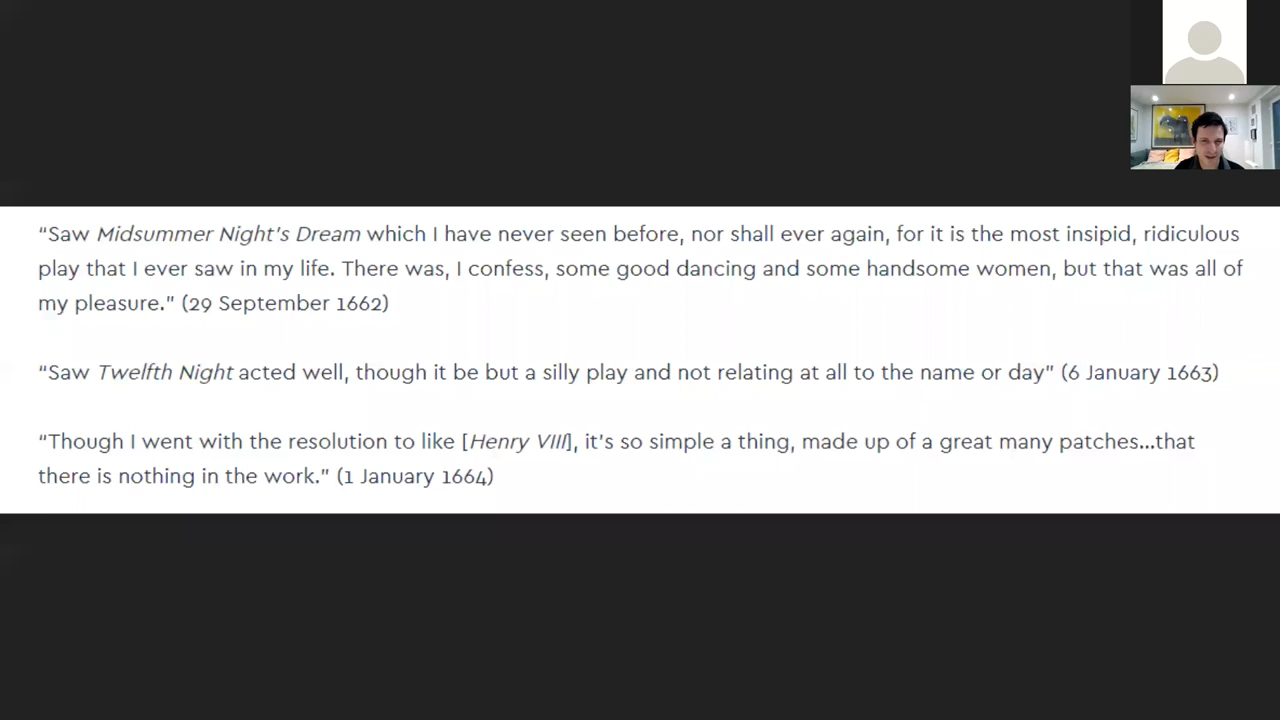 “Saw Midsummer Night’s Dream which I have never seen before, nor shall ever again, for it is the most insipid, ridiculous
play that I ever saw in my life. There was, I confess, some good dancing and some handsome women, but that was all of
my pleasure.” (29 September 1662)
“Saw Twelfth Night acted well, though it be but a silly play and not relating at all to the name or day” (6 January 1663)
“Though I went with the resolution to like [Henry VIII], it’s so simple a thing, made up of a great many patches...that
there is nothing in the work.” (1 January 1664)